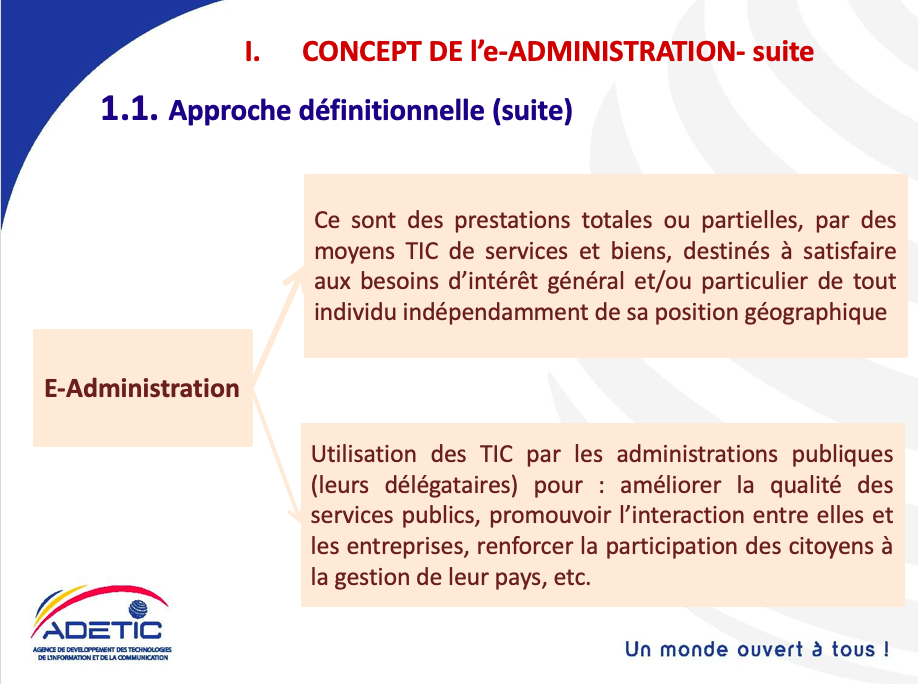 I. CONCEPT DE l’e-ADMINISTRATION- suite
1.1. Approche définitionnelle (suite)
Ce sont des prestations totales ou partielles, par des
moyens TIC de services et biens, destinés à satisfaire
aux besoins d’intérêt général et/ou particulier de tout
individu indépendamment de sa position géographique
E-Administration
Utilisation des TIC par les administrations publiques
(leurs délégataires) pour : améliorer la qualité des
services publics, promouvoir l’interaction entre elles et
les entreprises, renforcer la participation des citoyens à
la gestion de leur pays, etc.
ADETIC
AGENCE DE DEVELOPPEMENT DES TECHNOLOGIES
DE L'INFORMATION ET DE LA COMMUNICATION
Un monde ouvert à tous !